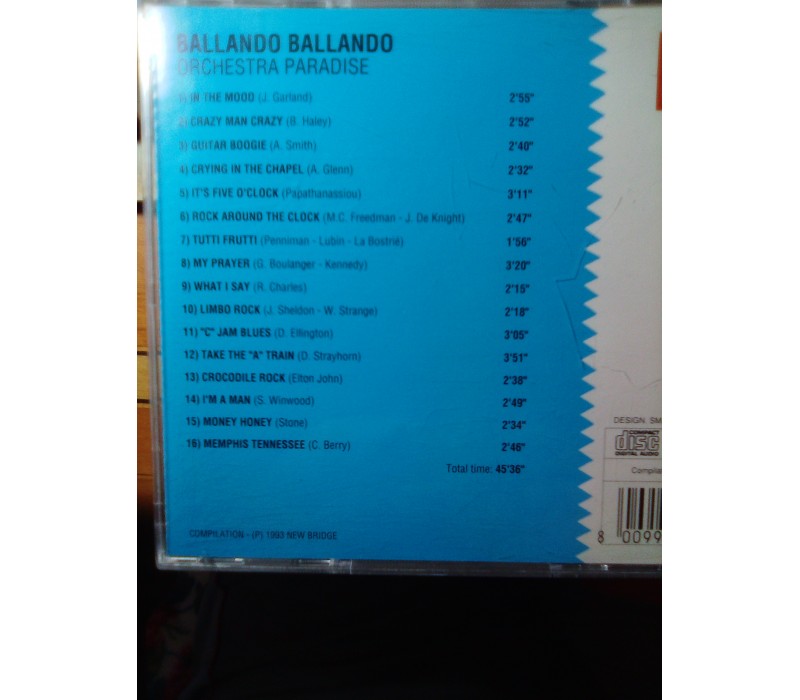 BALLANDO BALLANDO
ORCHESTRA PARADISE
1) IN THE MOOD (J. Garland) 2'55"
2) CRAZY MAN CRAZY (B. Haley) 2'52"
3) GUITAR BOOGIE (A. Smith) 2'40"
4) CRYING IN THE CHAPEL (A. Glenn) 2'32"
5) IT'S FIVE O'CLOCK (Papathanassiou) 3'11"
6) ROCK AROUND THE CLOCK (M.C. Freedman - J. De Knight) 2'47"
7) TUTTI FRUTTI (Penniman - Lubin - La Bostrie) 1'56"
8) MY PRAYER (G. Boulanger - Kennedy) 3'20"
9) WHAT I SAY (R. Charles) 2'15"
10) LIMBO ROCK (J. Sheldon - W. Strange) 2'18"
11) "C" JAM BLUES (D. Ellington) 3'05"
12) TAKE THE "A" TRAIN (D. Strayhorn) 3'51"
13) CROCODILE ROCK (Elton John) 2'38"
14) I'M A MAN (S. Winwood) 2'49"
15) MONEY HONEY (Stone) 2'34"
16) MEMPHIS TENNESSEE (C. Berry) 2'46"
Total time: 45'36"
COMPILATION - (P) 1993 NEW BRIDGE
DESIGN SM
COMPACT
disc
DIGITAL AUDIO
Compila
8 0099